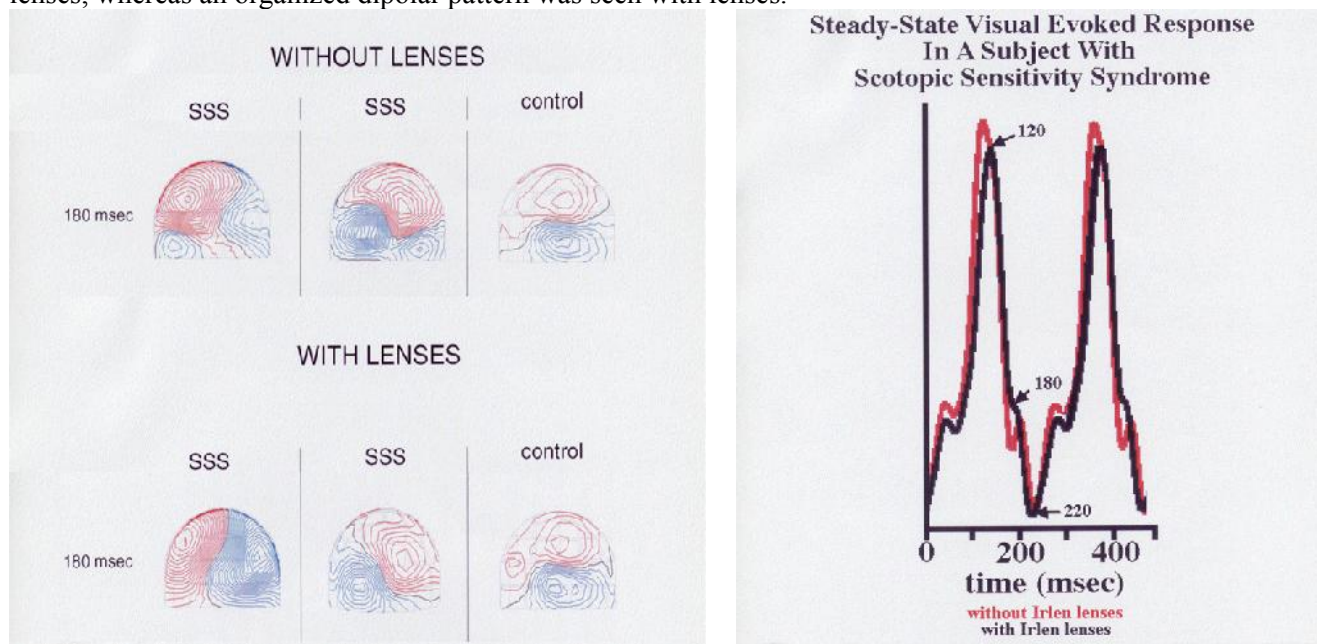 lenses, whereas an organized dipolar pattern was seen with lenses.
WITHOUT LENSES
SSS
SSS
control
180 msec
WITH LENSES
SSS
SSS
control
180 msec
Steady-State Visual Evoked Response
In A Subject With
Scotopic Sensitivity Syndrome
120
180
220
0
200
400
time (msec)
without Irlen lenses
with Irlen lenses